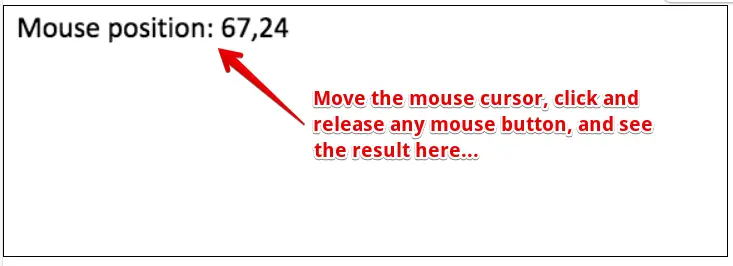 Mouse position: 67,24
Move the mouse cursor, click and
release any mouse button, and see
the result here...